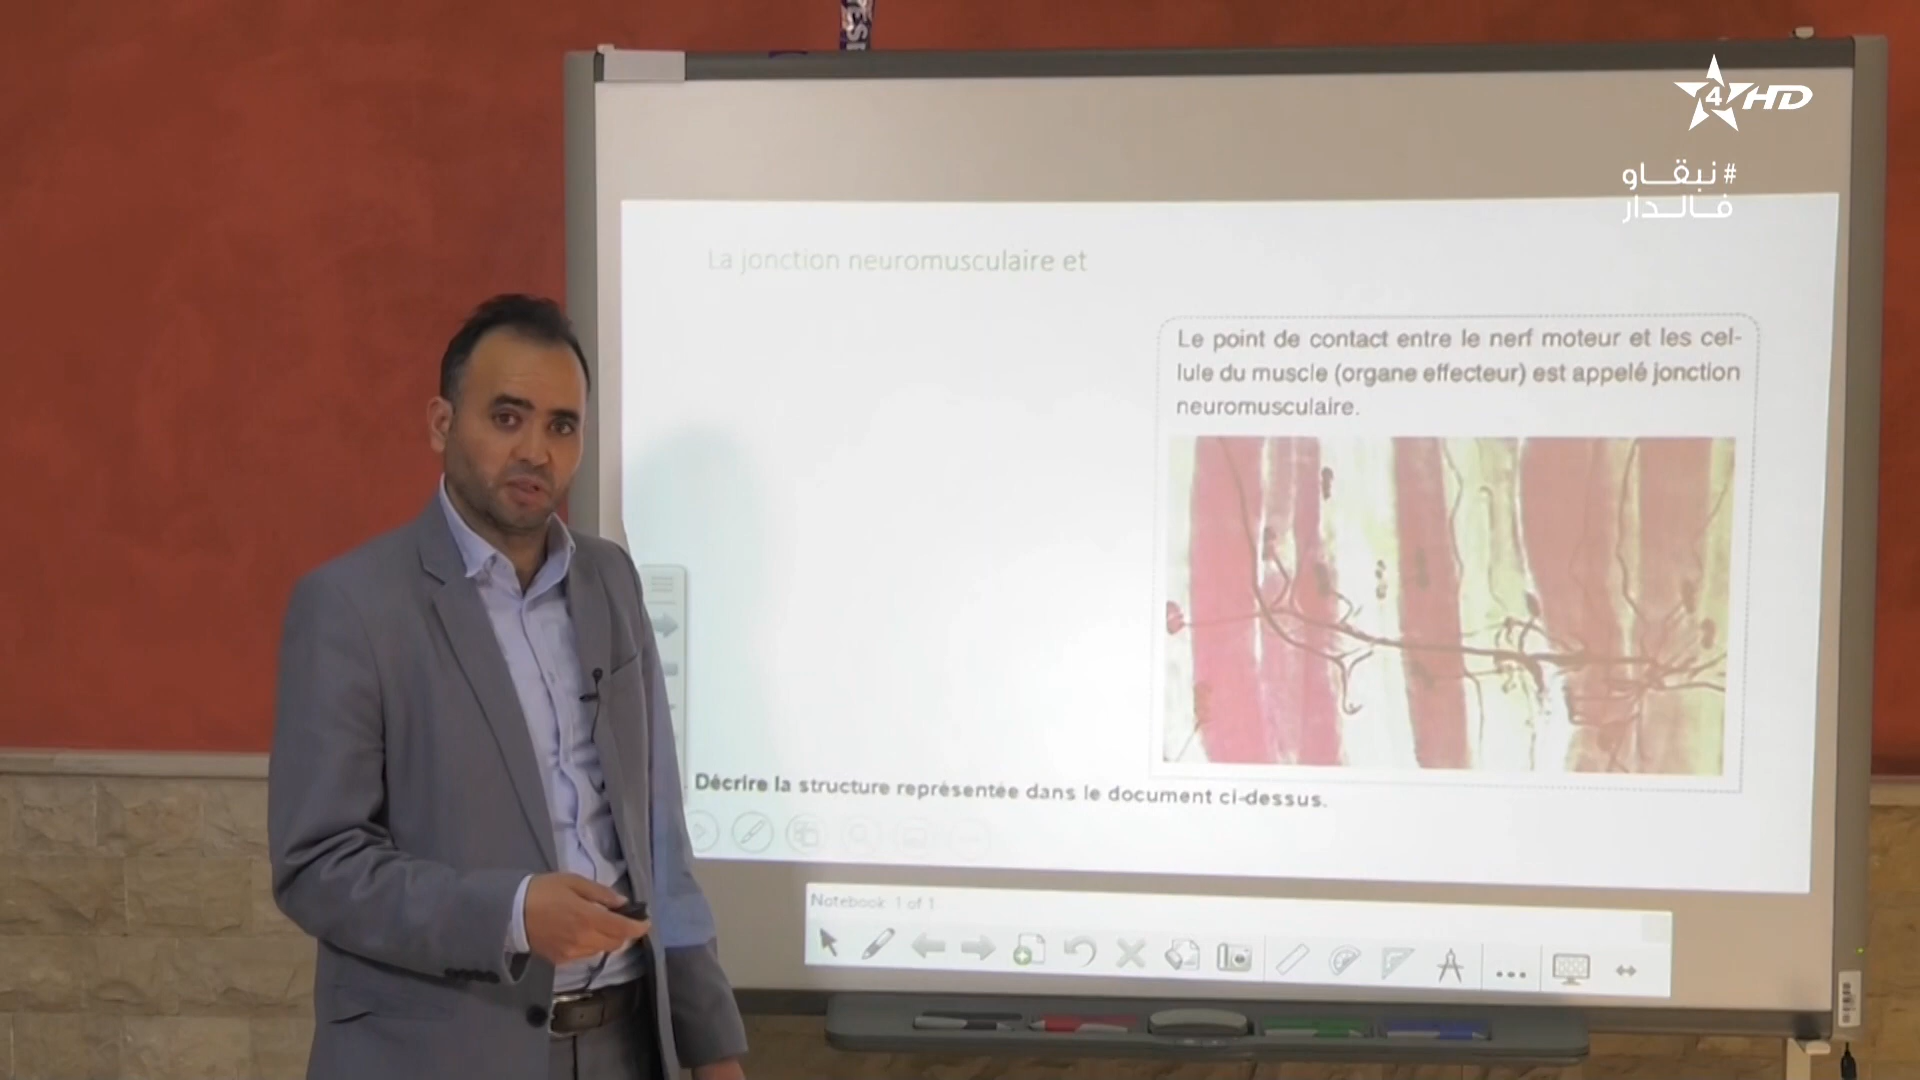 ESI
4 HD
#نبقاو
فالدار
La jonction neuromusculaire et
Le point de contact entre le nerf moteur et les cel-
lule du muscle (organe effecteur) est appelé jonction
neuromusculaire.
Décrire la structure représentée dans le document ci-dessus.
Notebook 1 of 1